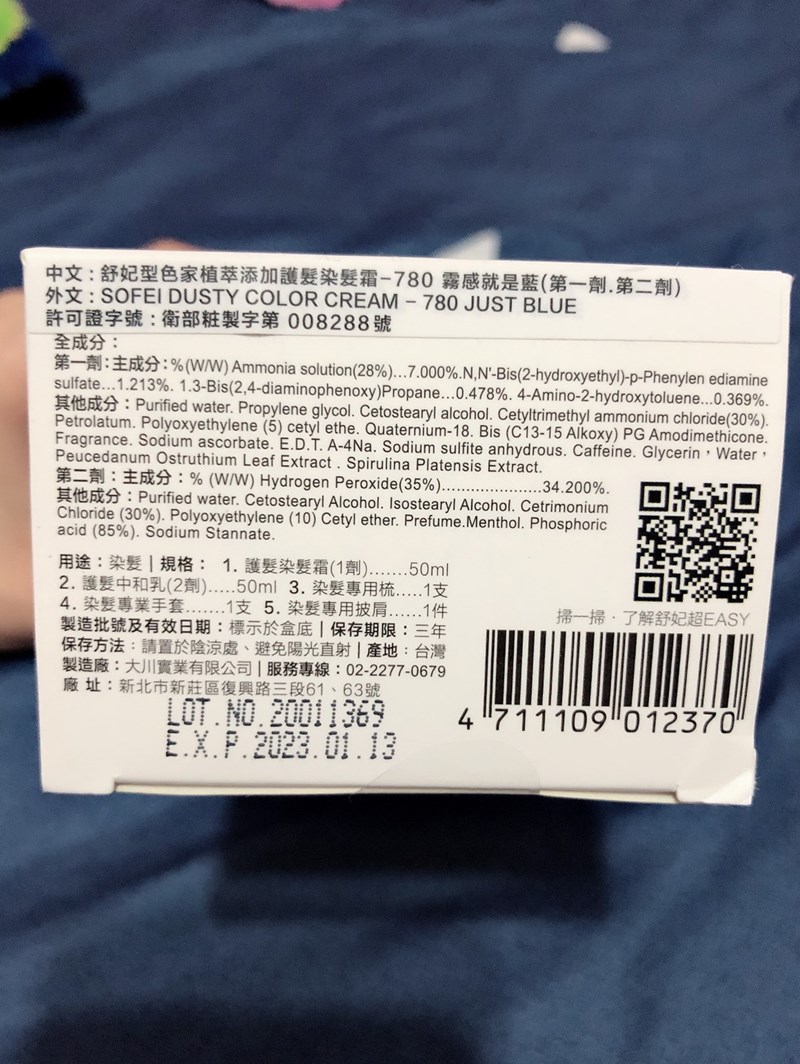 中文：舒妃型色家植萃添加護髮染髮霜-780 霧感就是藍(第一劑.第二劑)
外文：SOFEI DUSTY COLOR CREAM - 780 JUST BLUE
許可證字號：衛部粧製字第 008288號
全成分：
第一劑：主成分：%(W/W) Ammonia solution(28%)...7.000%.N,N'-Bis(2-hydroxyethyl)-p-Phenylen ediamine
sulfate...1.213%. 1.3-Bis(2,4-diaminophenoxy)Propane...0.478%. 4-Amino-2-hydroxytoluene...0.369%.
其他成分：Purified water. Propylene glycol. Cetostearyl alcohol. Cetyltrimethyl ammonium chloride(30%).
Petrolatum. Polyoxyethylene (5) cetyl ethe. Quaternium-18. Bis (C13-15 Alkoxy) PG Amodimethicone.
Fragrance. Sodium ascorbate. E.D.T. A-4Na. Sodium sulfite anhydrous. Caffeine. Glycerin，Water，
Peucedanum Ostruthium Leaf Extract . Spirulina Platensis Extract.
第二劑：主成分：% (W/W) Hydrogen Peroxide(35%).....................34.200%.
其他成分：Purified water. Cetostearyl Alcohol. Isostearyl Alcohol. Cetrimonium
Chloride (30%). Polyoxyethylene (10) Cetyl ether. Prefume.Menthol. Phosphoric
acid (85%). Sodium Stannate.
用途：染髮 | 規格： 1. 護髮染髮霜(1劑).......50ml
2. 護髮中和乳(2劑).....50ml 3. 染髮專用梳.....1支
4. 染髮專業手套.......1支 5. 染髮專用披肩......1件
製造批號及有效日期：標示於盒底 | 保存期限：三年
保存方法：請置於陰涼處、避免陽光直射 | 產地：台灣
製造廠：大川實業有限公司 | 服務專線：02-2277-0679
廠 址：新北市新莊區復興路三段61、63號
LOT.NO.20011369
E.X.P.2023.01.13
掃一掃．了解舒妃超EASY
4 711109 012370